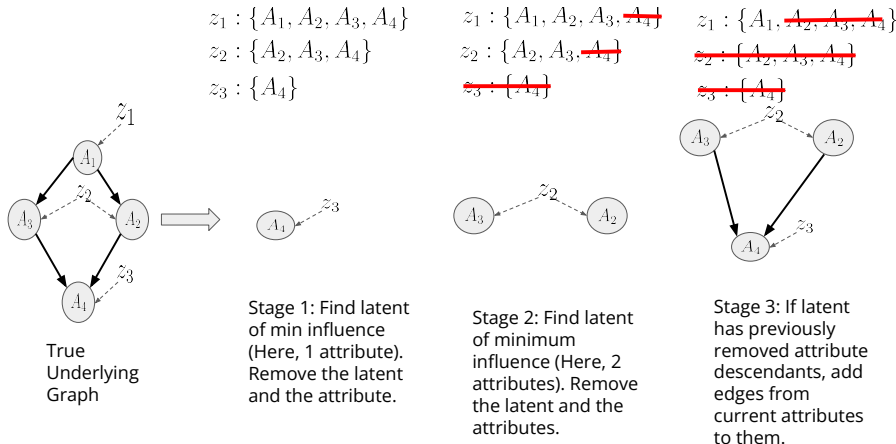 z₁ : {A₁, A₂, A₃, A₄}
z₂ : {A₂, A₃, A₄}
z₃ : {A₄}
z₁ : {A₁, A₂, A₃, A₄}
z₂ : {A₂, A₃, A₄}
z₃ : {A₄}
z₁ : {A₁, A₂, A₃, A₄}
z₂ : {A₂, A₃, A₄}
z₃ : {A₄}
z₁
A₁
z₂
A₃
A₂
z₃
A₄
True
Underlying
Graph
z₃
A₄
Stage 1: Find latent
of min influence
(Here, 1 attribute).
Remove the latent
and the attribute.
z₂
A₃
A₂
Stage 2: Find latent
of minimum
influence (Here, 2
attributes). Remove
the latent and the
attributes.
z₂
A₃
A₂
z₃
A₄
Stage 3: If latent
has previously
removed attribute
descendants, add
edges from
current attributes
to them.